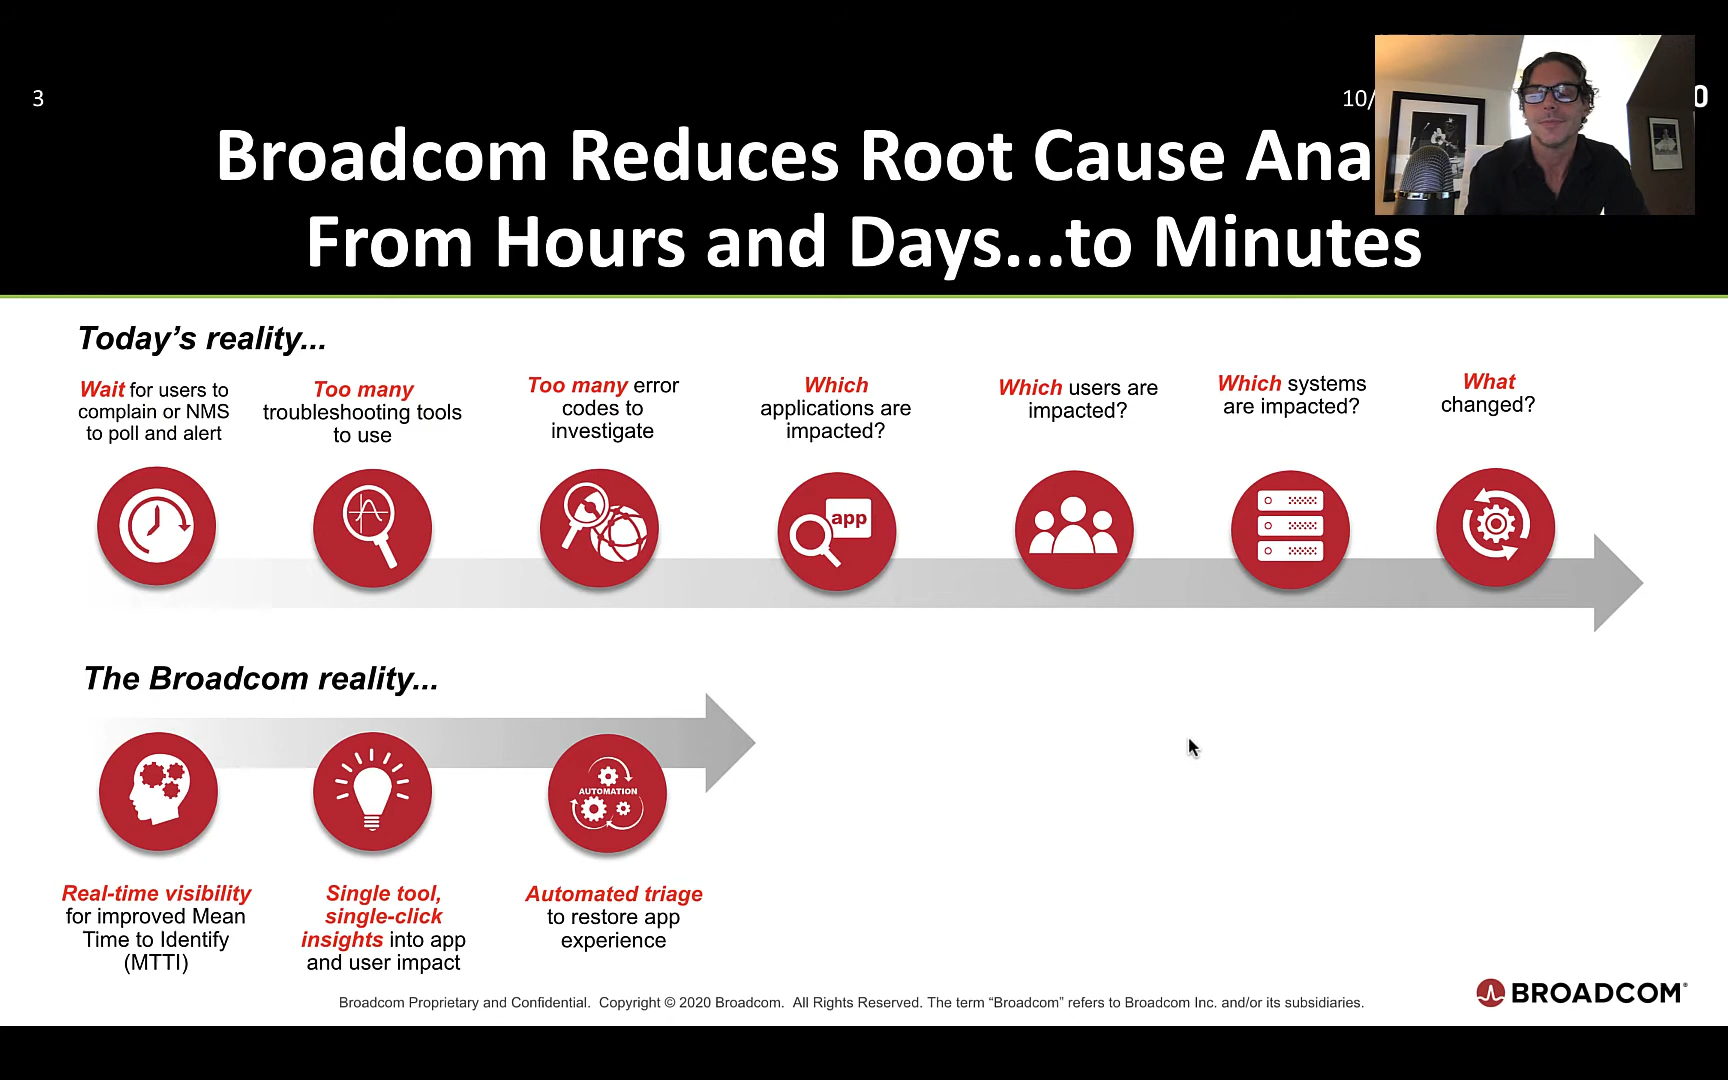 3
10/
0
Broadcom Reduces Root Cause Ana
From Hours and Days...to Minutes
Today’s reality...
Wait for users to
complain or NMS
to poll and alert
Too many
troubleshooting tools
to use
Too many error
codes to
investigate
Which
applications are
impacted?
Which users are
impacted?
Which systems
are impacted?
What
changed?
app
The Broadcom reality...
AUTOMATION
Real-time visibility
for improved Mean
Time to Identify
(MTTI)
Single tool,
single-click
insights into app
and user impact
Automated triage
to restore app
experience
Broadcom Proprietary and Confidential.  Copyright © 2020 Broadcom.  All Rights Reserved. The term “Broadcom” refers to Broadcom Inc. and/or its subsidiaries.
BROADCOM®